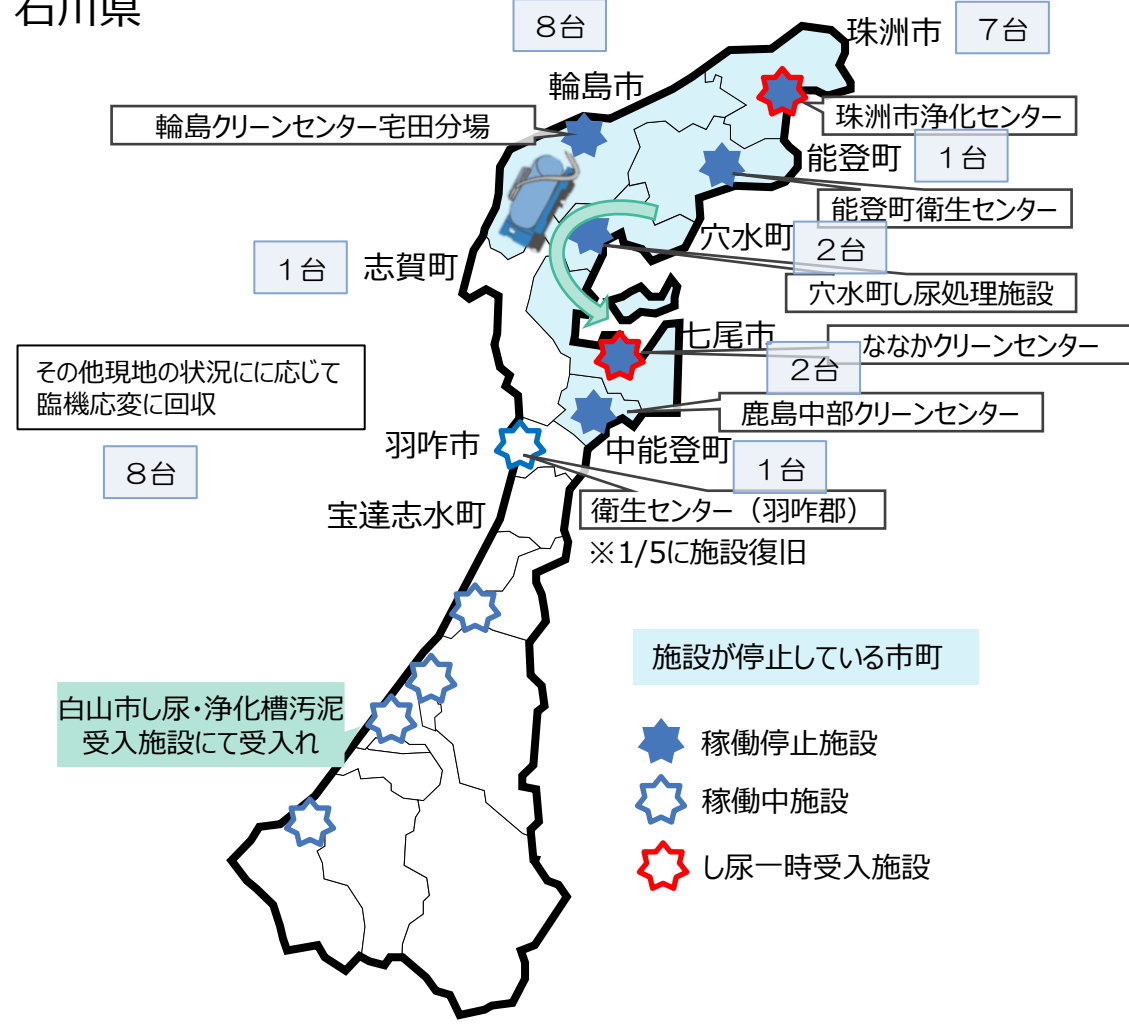 石川県
8台
珠洲市
7台
輪島市
輪島クリーンセンター宅田分場
珠洲市浄化センター
能登町
1台
能登町衛生センター
穴水町
2台
1台
志賀町
穴水町し尿処理施設
七尾市
ななかクリーンセンター
その他現地の状況にに応じて
臨機応変に回収
2台
鹿島中部クリーンセンター
羽咋市
中能登町
8台
1台
宝達志水町
衛生センター（羽咋郡）
※1/5に施設復旧
施設が停止している市町
白山市し尿・浄化槽汚泥
受入施設にて受入れ
稼働停止施設
稼働中施設
し尿一時受入施設